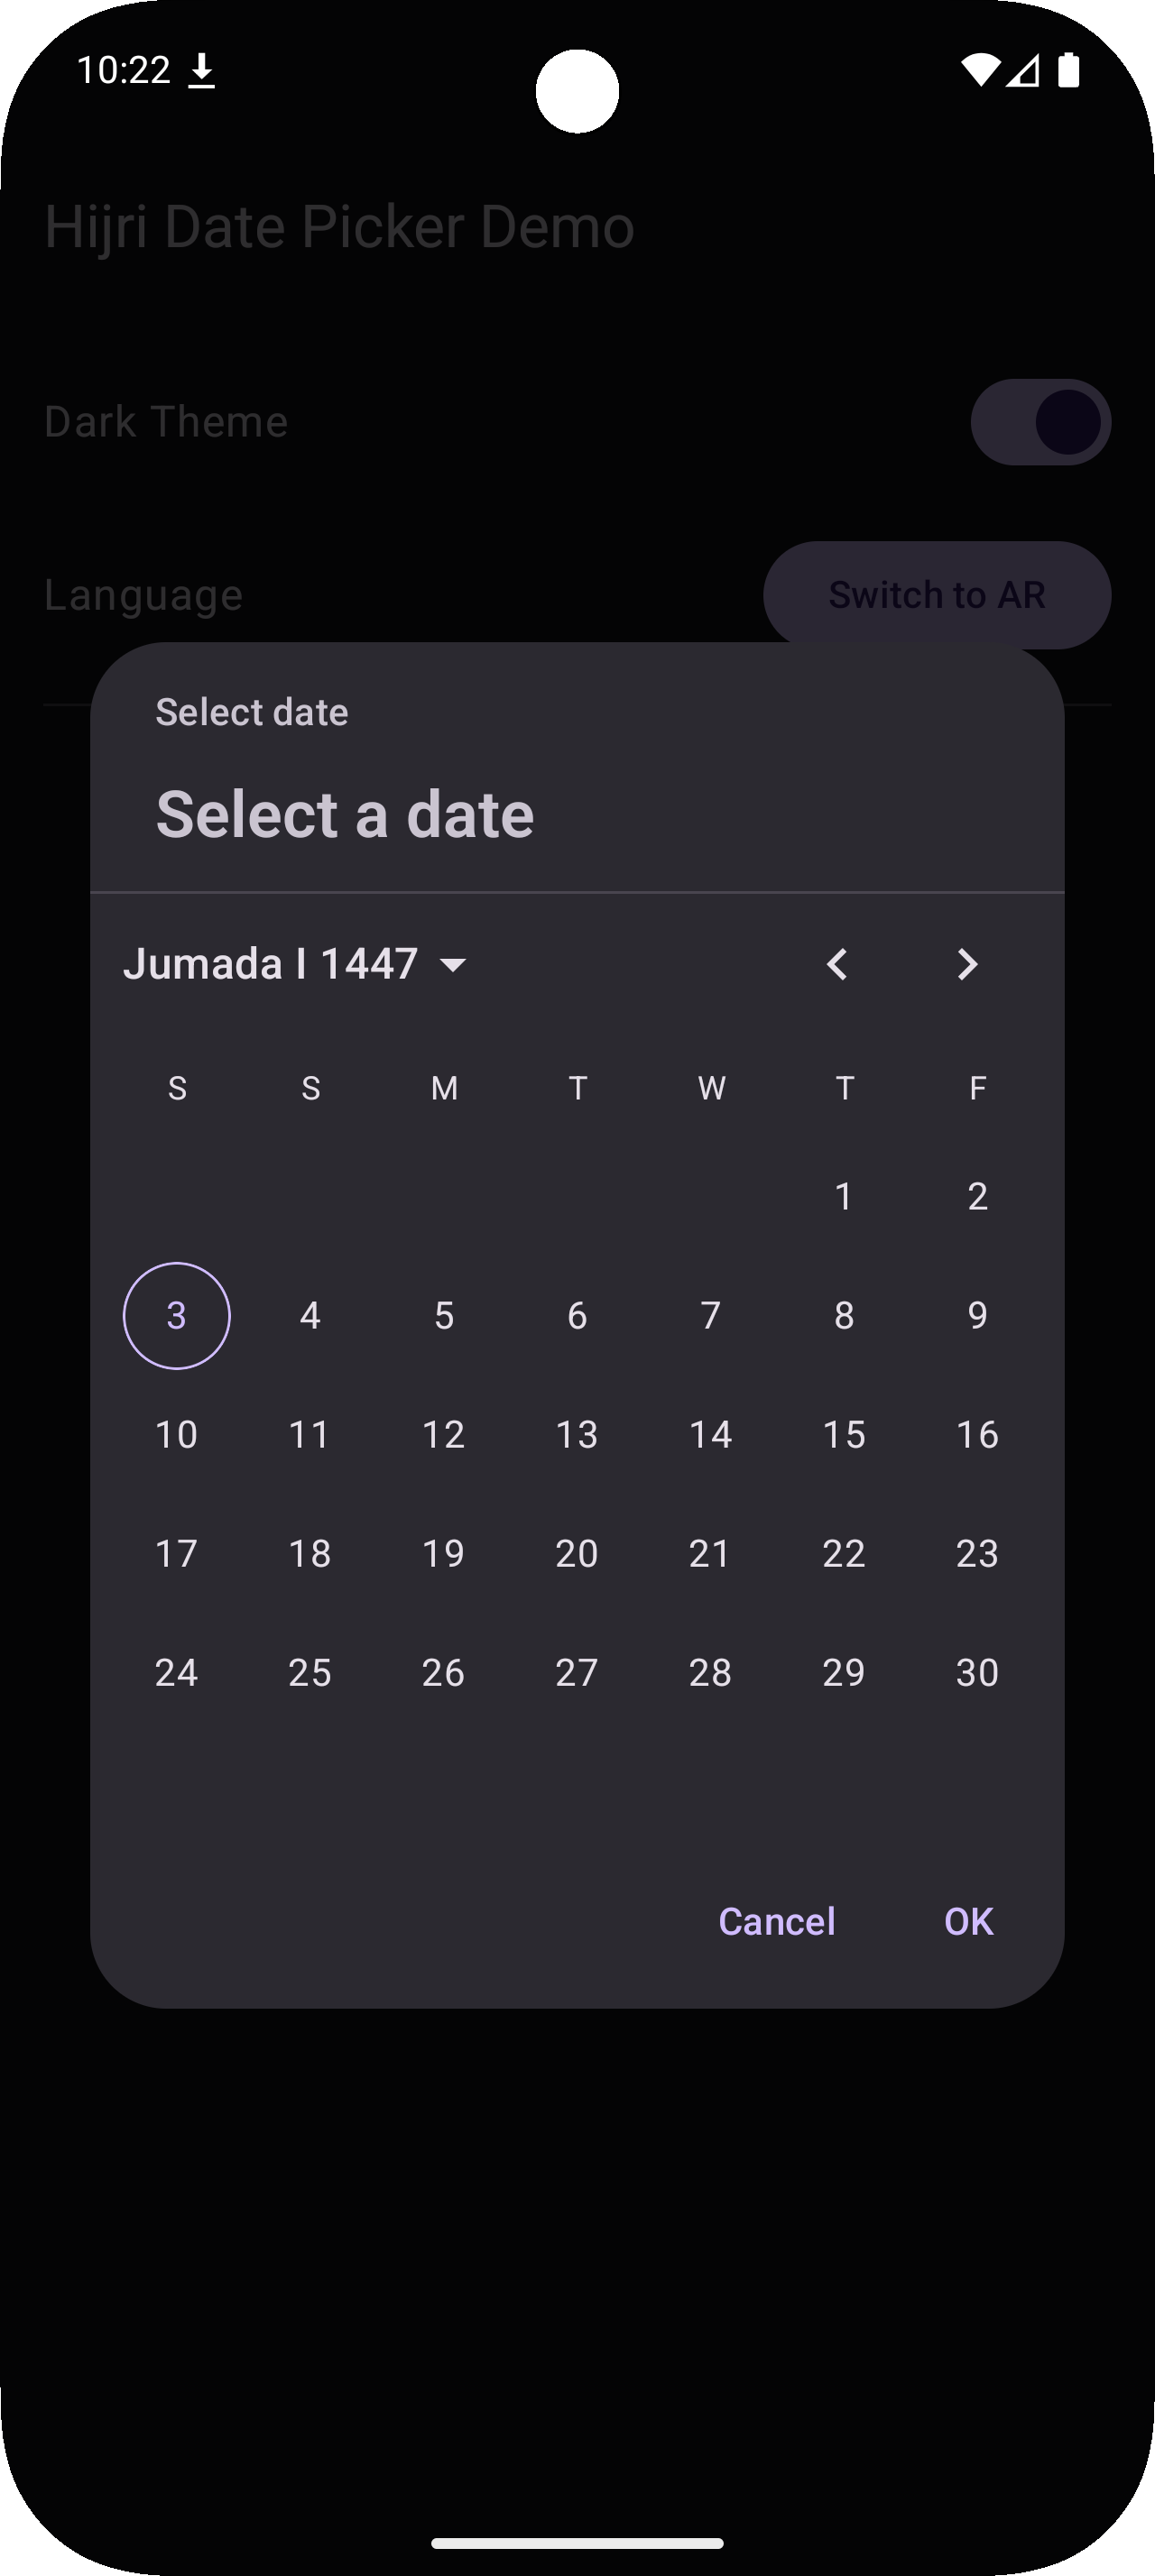 10:22
Hijri Date Picker Demo
Dark Theme
Language
Switch to AR
Select date
Select a date
Jumada I 1447
S S M T W T F
1 2
3 4 5 6 7 8 9
10 11 12 13 14 15 16
17 18 19 20 21 22 23
24 25 26 27 28 29 30
Cancel OK